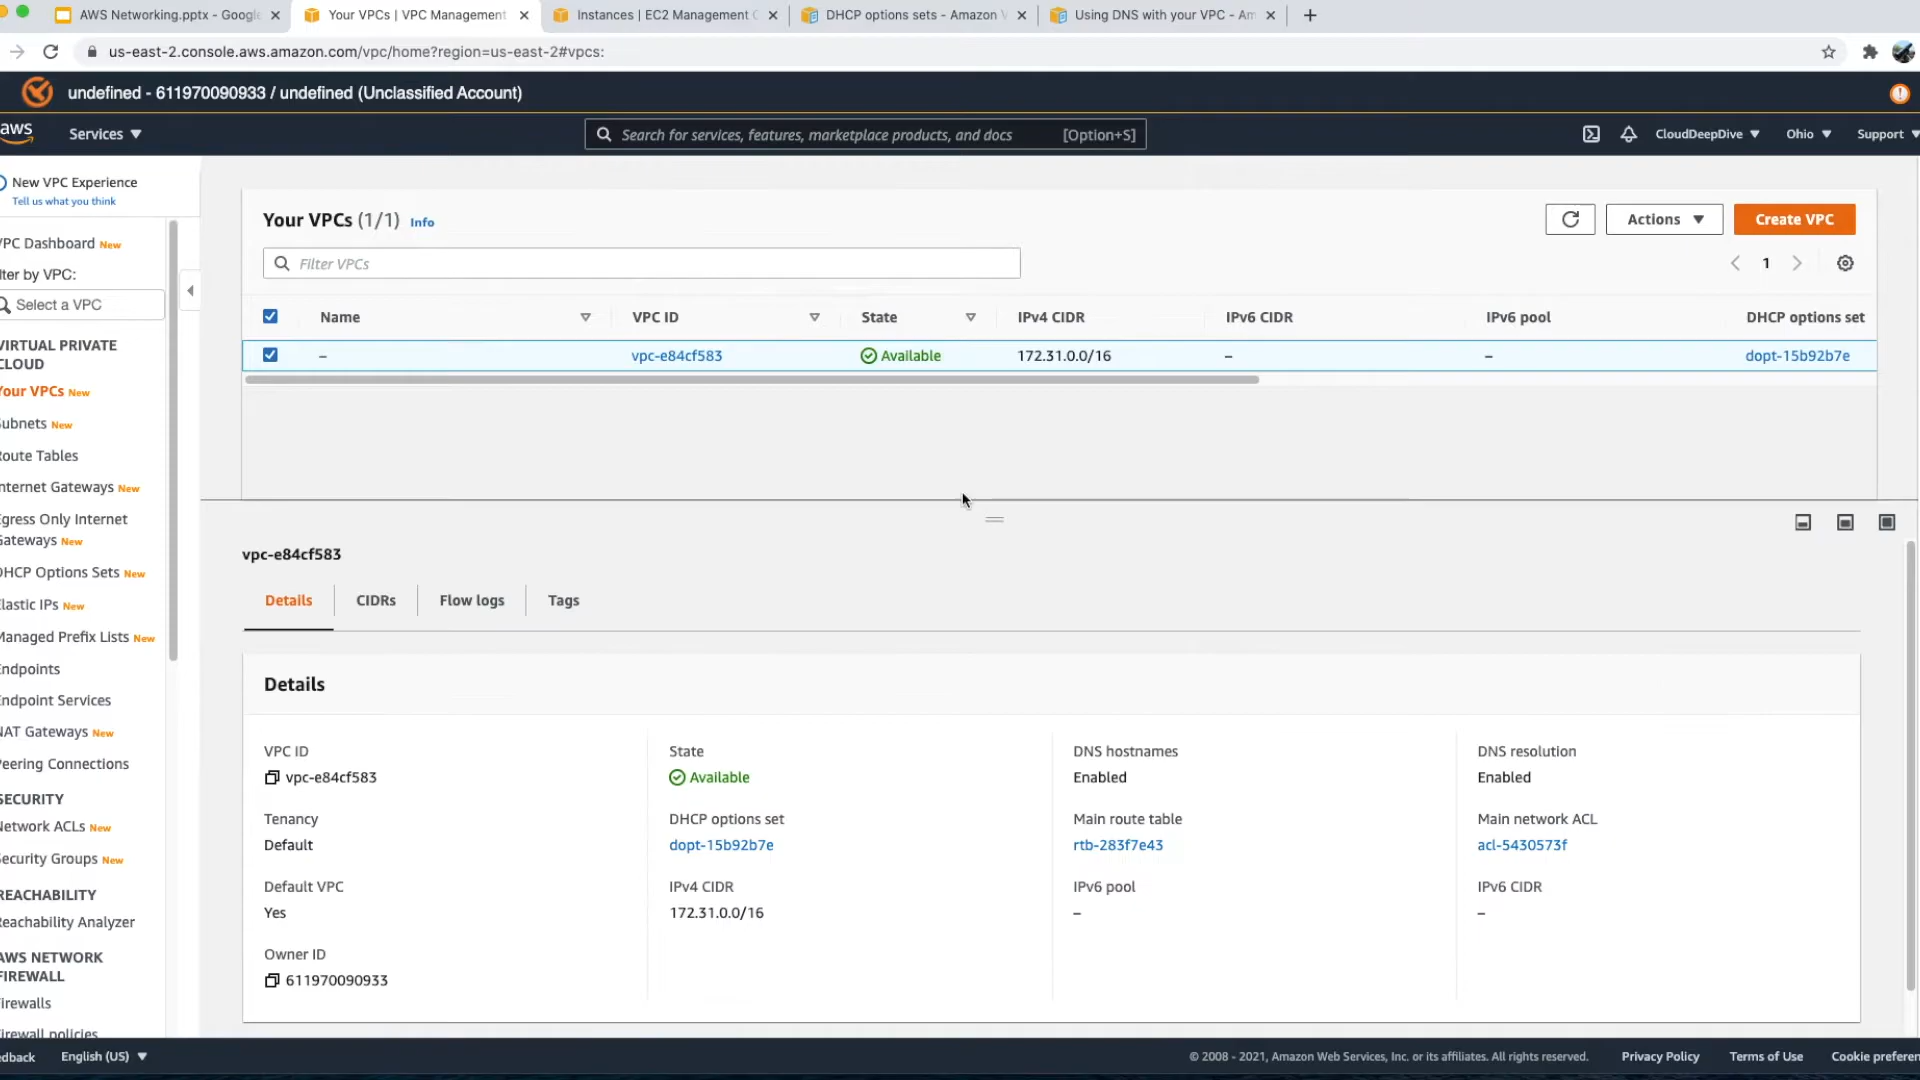 AWS Networking.pptx - Google
Your VPCs | VPC Management
Instances | EC2 Management C
DHCP options sets - Amazon V
Using DNS with your VPC - Am
us-east-2.console.aws.amazon.com/vpc/home?region=us-east-2#vpcs:
undefined - 611970090933 / undefined (Unclassified Account)
aws
Services
Search for services, features, marketplace products, and docs [Option+S]
CloudDeepDive
Ohio
Support
New VPC Experience
Tell us what you think
VPC Dashboard New
lter by VPC:
Select a VPC
VIRTUAL PRIVATE
CLOUD
Your VPCs New
ubnets New
oute Tables
nternet Gateways New
gress Only Internet
ateways New
HCP Options Sets New
lastic IPs New
Managed Prefix Lists New
ndpoints
ndpoint Services
NAT Gateways New
eering Connections
SECURITY
etwork ACLs New
ecurity Groups New
REACHABILITY
eachability Analyzer
AWS NETWORK
FIREWALL
irewalls
irewall policies
Your VPCs (1/1) Info
Actions
Create VPC
Filter VPCs
1
Name
VPC ID
State
IPv4 CIDR
IPv6 CIDR
IPv6 pool
DHCP options set
–
vpc-e84cf583
Available
172.31.0.0/16
–
–
dopt-15b92b7e
vpc-e84cf583
Details
CIDRs
Flow logs
Tags
Details
VPC ID
vpc-e84cf583
State
Available
DNS hostnames
Enabled
DNS resolution
Enabled
Tenancy
Default
DHCP options set
dopt-15b92b7e
Main route table
rtb-283f7e43
Main network ACL
acl-5430573f
Default VPC
Yes
IPv4 CIDR
172.31.0.0/16
IPv6 pool
–
IPv6 CIDR
–
Owner ID
611970090933
edback
English (US)
© 2008 - 2021, Amazon Web Services, Inc. or its affiliates. All rights reserved.
Privacy Policy
Terms of Use
Cookie preferen